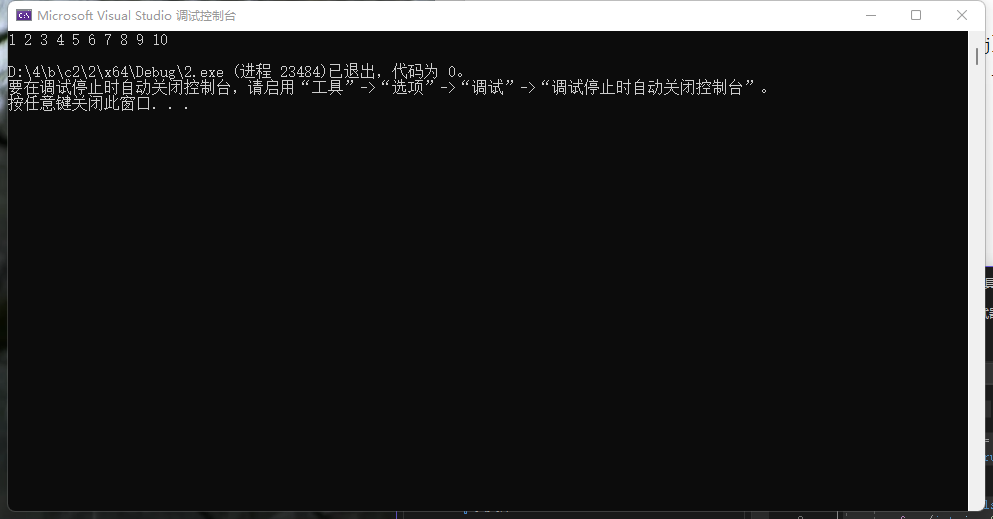 Microsoft Visual Studio 调试控制台
1 2 3 4 5 6 7 8 9 10
D:\4\b\c2\2\x64\Debug\2.exe (进程 23484)已退出，代码为 0。
要在调试停止时自动关闭控制台，请启用“工具”->“选项”->“调试”->“调试停止时自动关闭控制台”。
按任意键关闭此窗口. . .